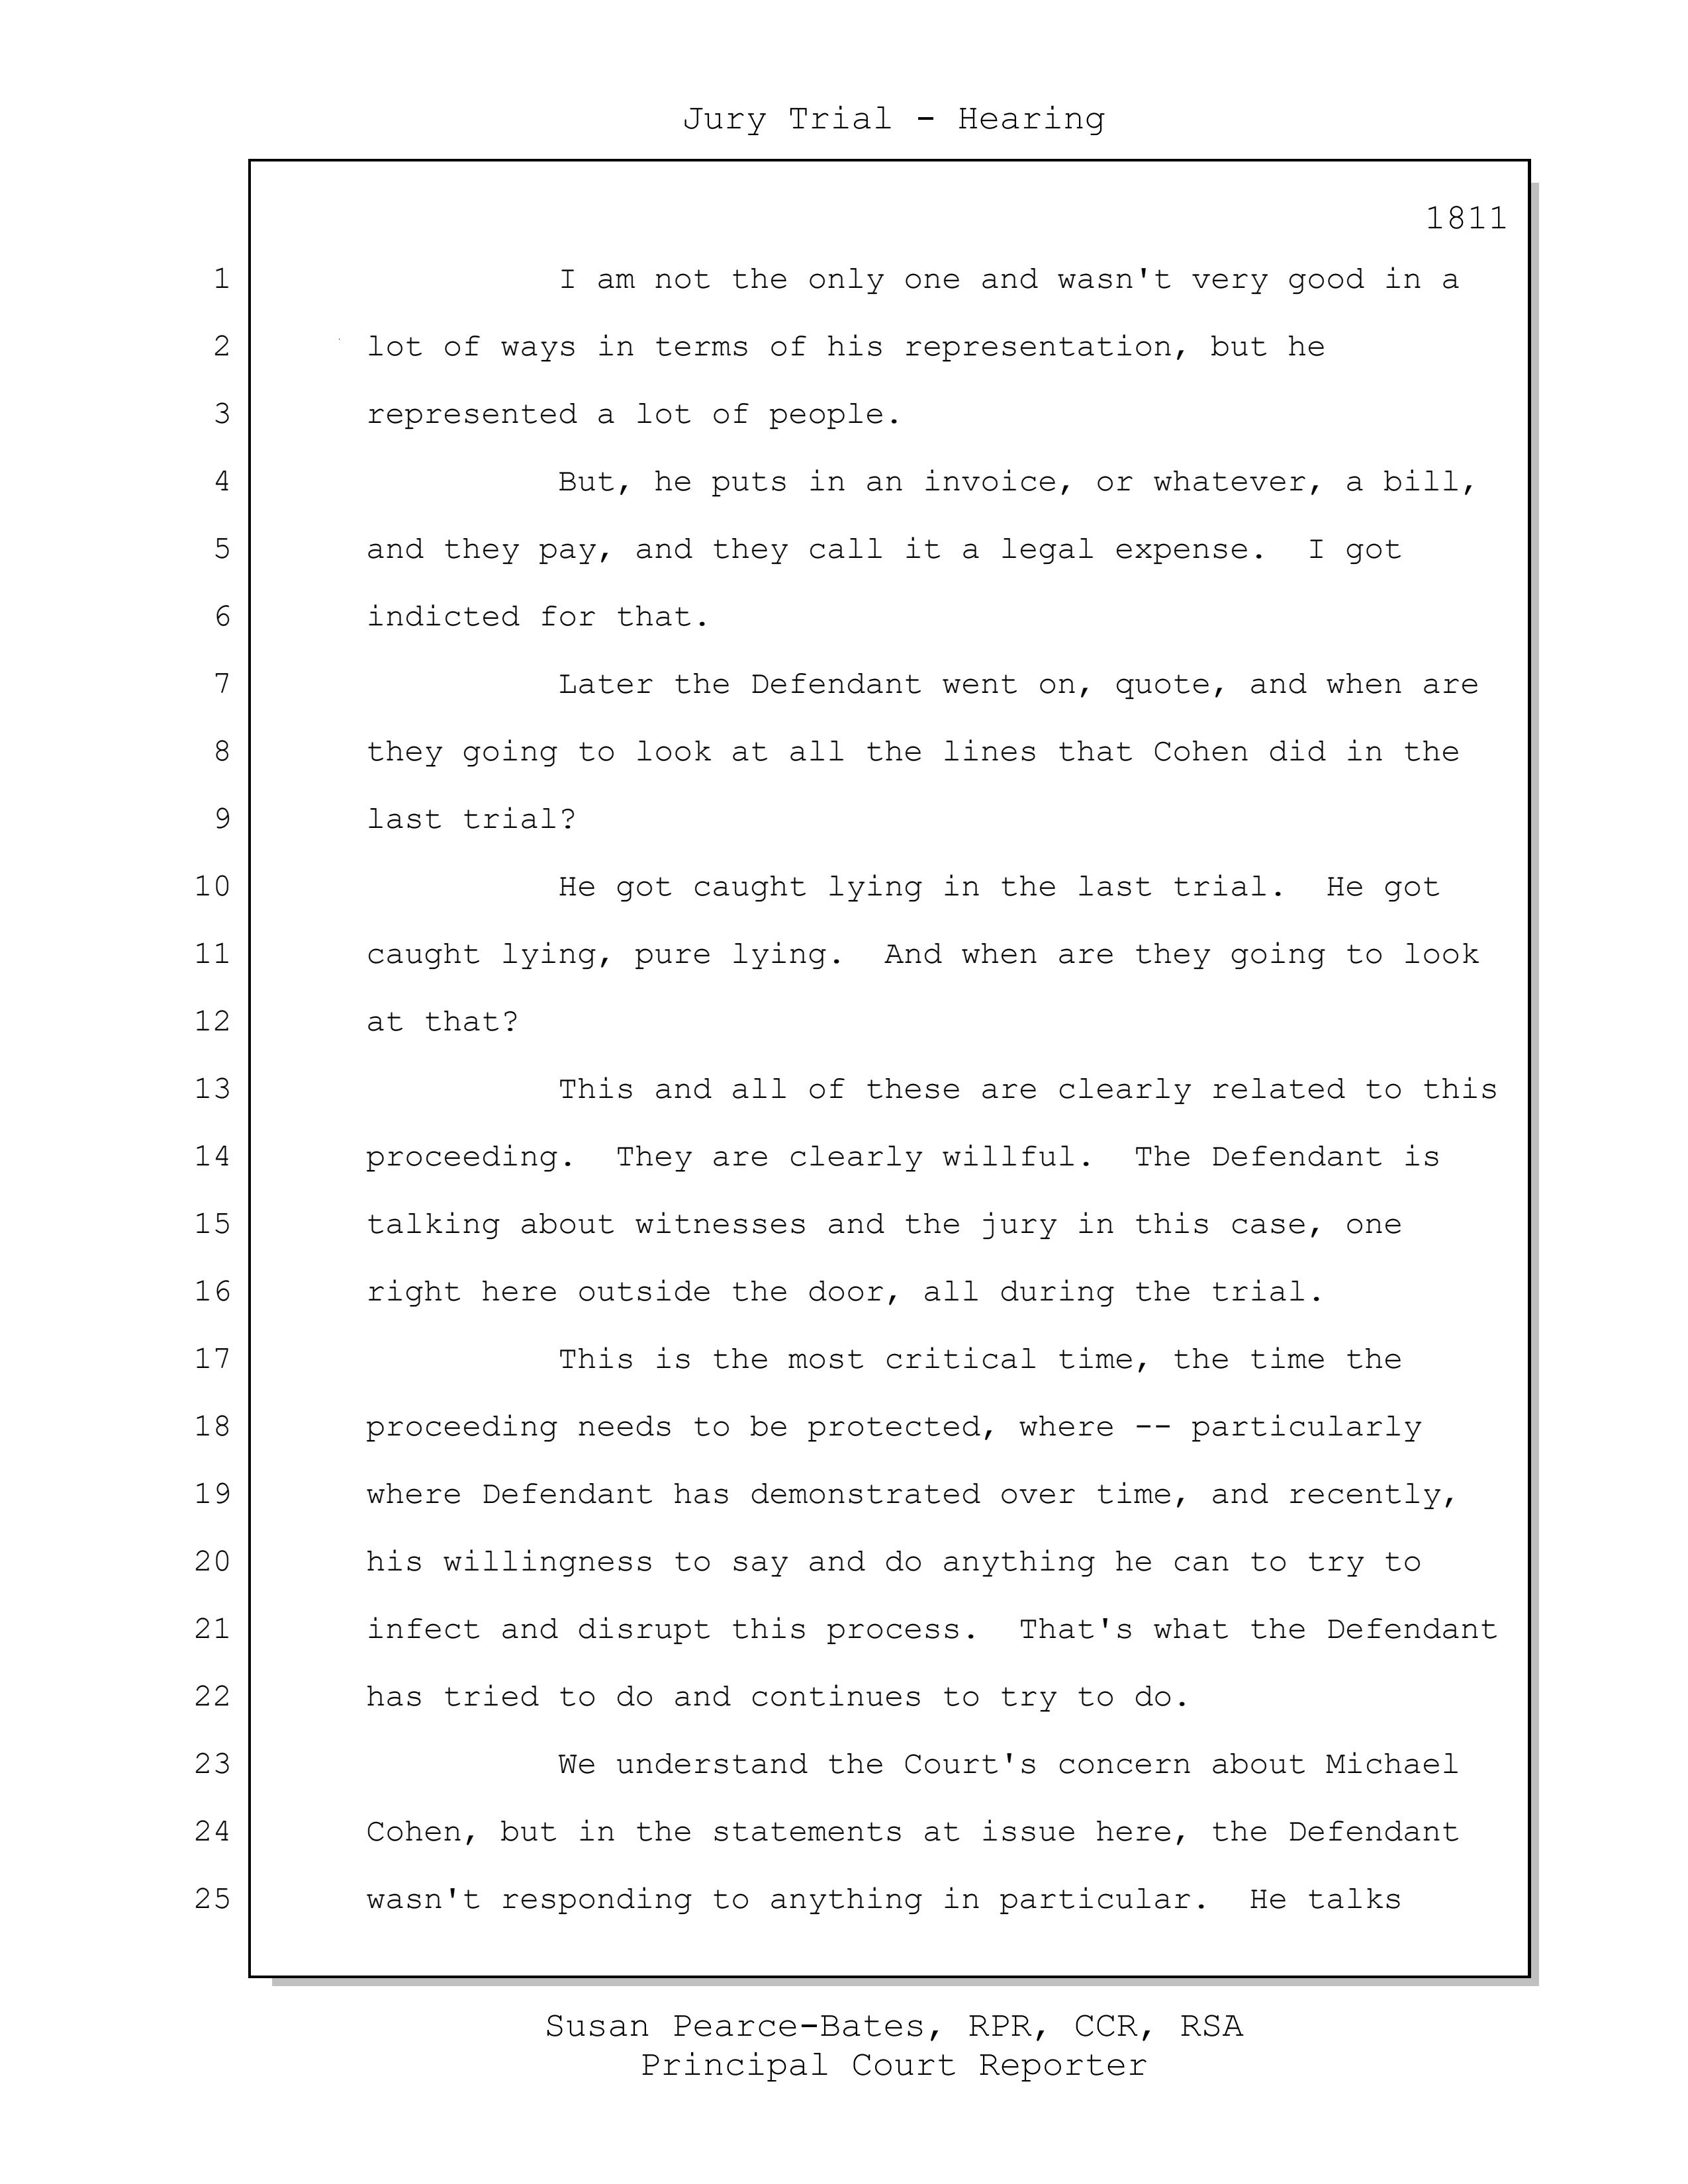 Jury Trial - Hearing
1811
1 I am not the only one and wasn't very good in a
2 lot of ways in terms of his representation, but he
3 represented a lot of people.
4 But, he puts in an invoice, or whatever, a bill,
5 and they pay, and they call it a legal expense. I got
6 indicted for that.
7 Later the Defendant went on, quote, and when are
8 they going to look at all the lines that Cohen did in the
9 last trial?
10 He got caught lying in the last trial. He got
11 caught lying, pure lying. And when are they going to look
12 at that?
13 This and all of these are clearly related to this
14 proceeding. They are clearly willful. The Defendant is
15 talking about witnesses and the jury in this case, one
16 right here outside the door, all during the trial.
17 This is the most critical time, the time the
18 proceeding needs to be protected, where -- particularly
19 where Defendant has demonstrated over time, and recently,
20 his willingness to say and do anything he can to try to
21 infect and disrupt this process. That's what the Defendant
22 has tried to do and continues to try to do.
23 We understand the Court's concern about Michael
24 Cohen, but in the statements at issue here, the Defendant
25 wasn't responding to anything in particular. He talks
Susan Pearce-Bates, RPR, CCR, RSA
Principal Court Reporter